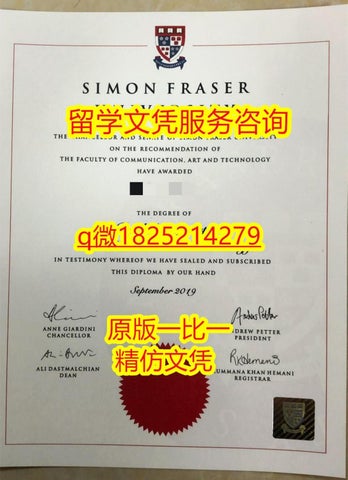 SIMON FRASER
留学文凭服务咨询
ON THE RECOMMENDATION OF
THE FACULTY OF COMMUNICATION, ART AND TECHNOLOGY
HAVE AWARDED
THE DEGREE OF
q微1825214279
IN TESTIMONY WHEREOF WE HAVE SEALED AND SUBSCRIBED
THIS DIPLOMA BY OUR HAND
September 2019
ANNE GIARDINI
CHANCELLOR
DREW PETTER
PRESIDENT
原版一比一
精仿文凭
ALI DASTMALCHIAN
DEAN
UMMANA KHAN HEMANI
REGISTRAR